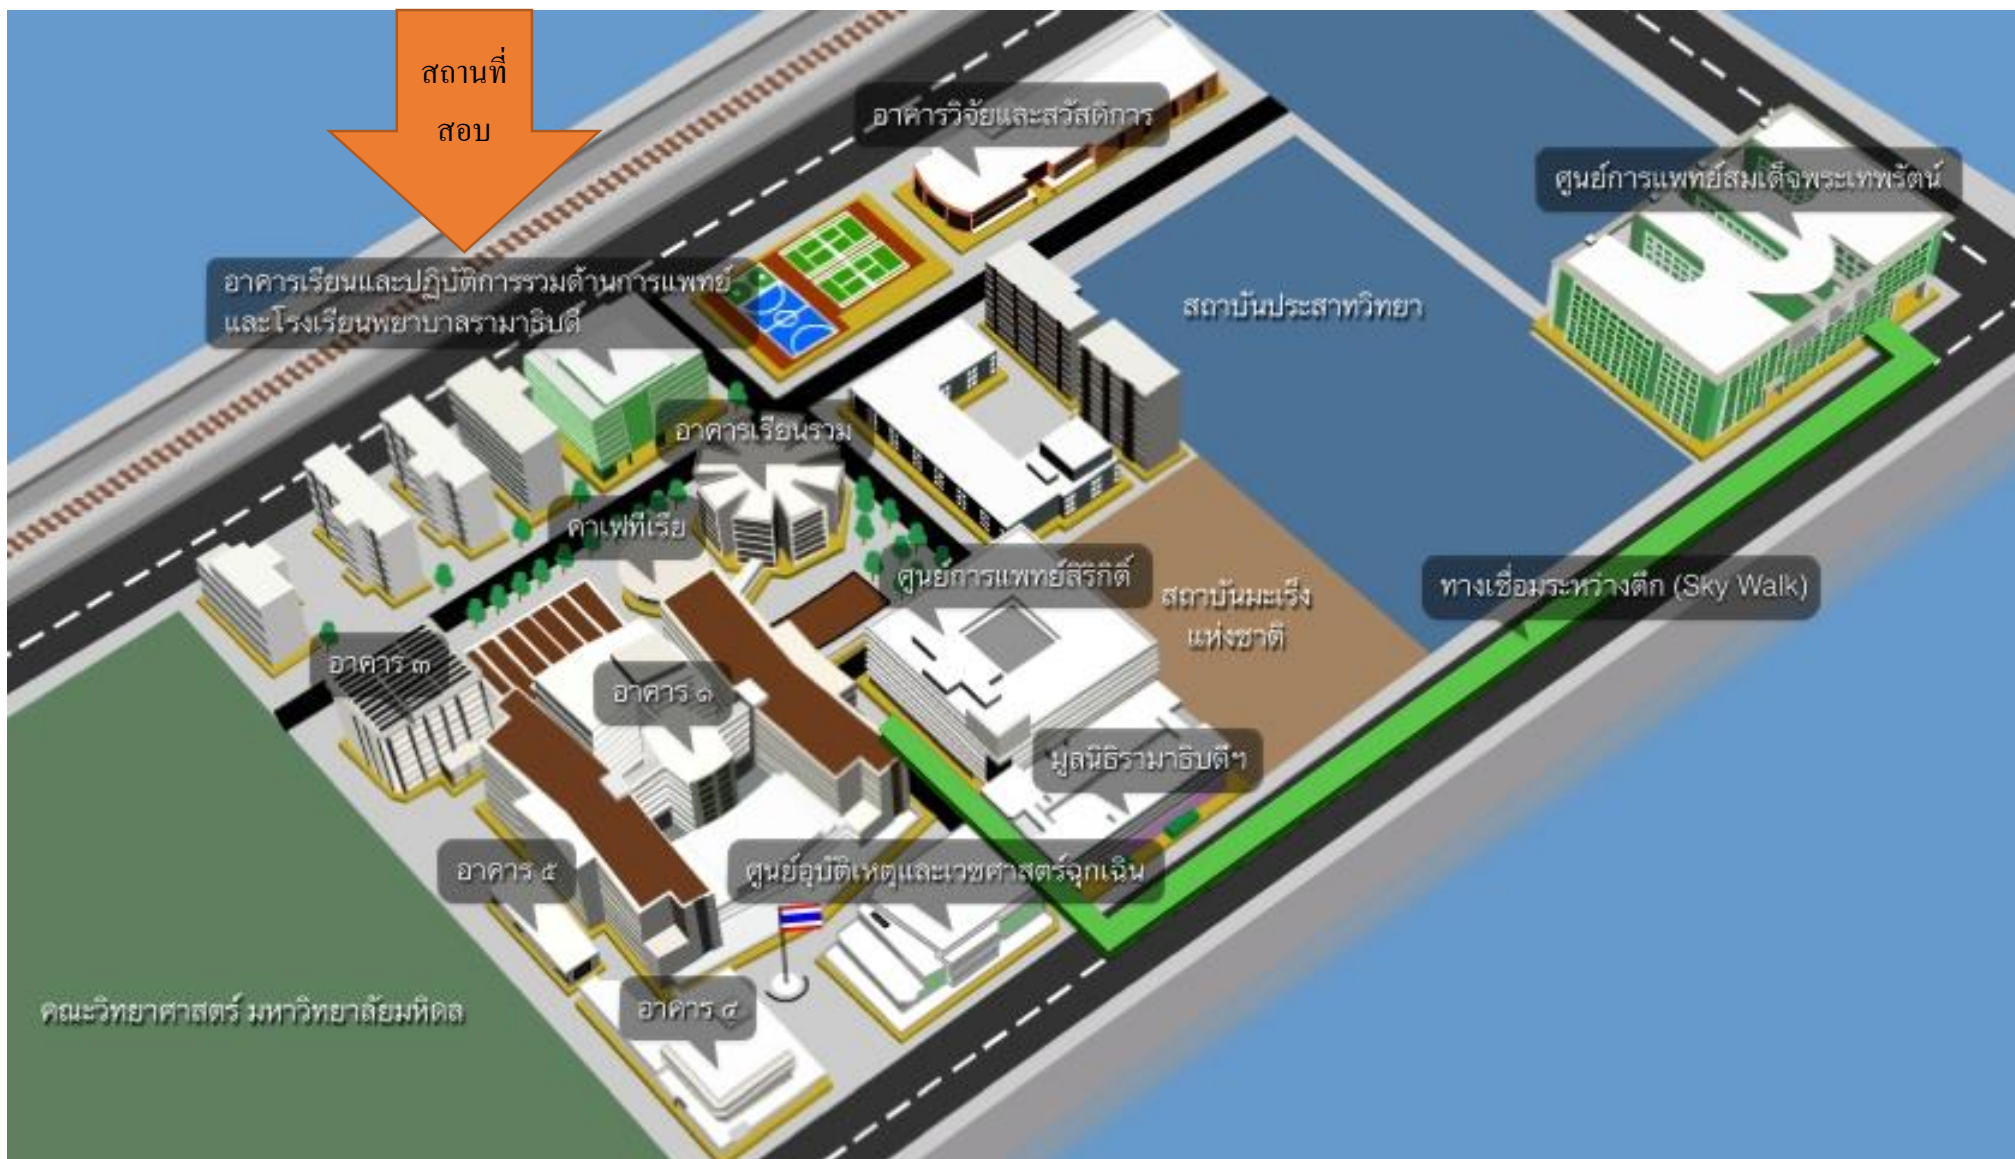 สถานที่
สอบ
อาคารวิจัยและสวัสดิการ
ศูนย์การแพทย์สมเด็จพระเทพรัตน์
อาคารเรียนและปฏิบัติการรวมด้านการแพทย์
และโรงเรียนพยาบาลรามาธิบดี
สถาบันประสาทวิทยา
อาคารเรียนรวม
คาเฟทีเรีย
ศูนย์การแพทย์สิริกิติ์
สถาบันมะเร็ง
แห่งชาติ
ทางเชื่อมระหว่างตึก (Sky Walk)
อาคาร ๓
อาคาร ๑
มูลนิธิรามาธิบดีฯ
อาคาร ๕
ศูนย์อุบัติเหตุและเวชศาสตร์ฉุกเฉิน
คณะวิทยาศาสตร์ มหาวิทยาลัยมหิดล
อาคาร ๔